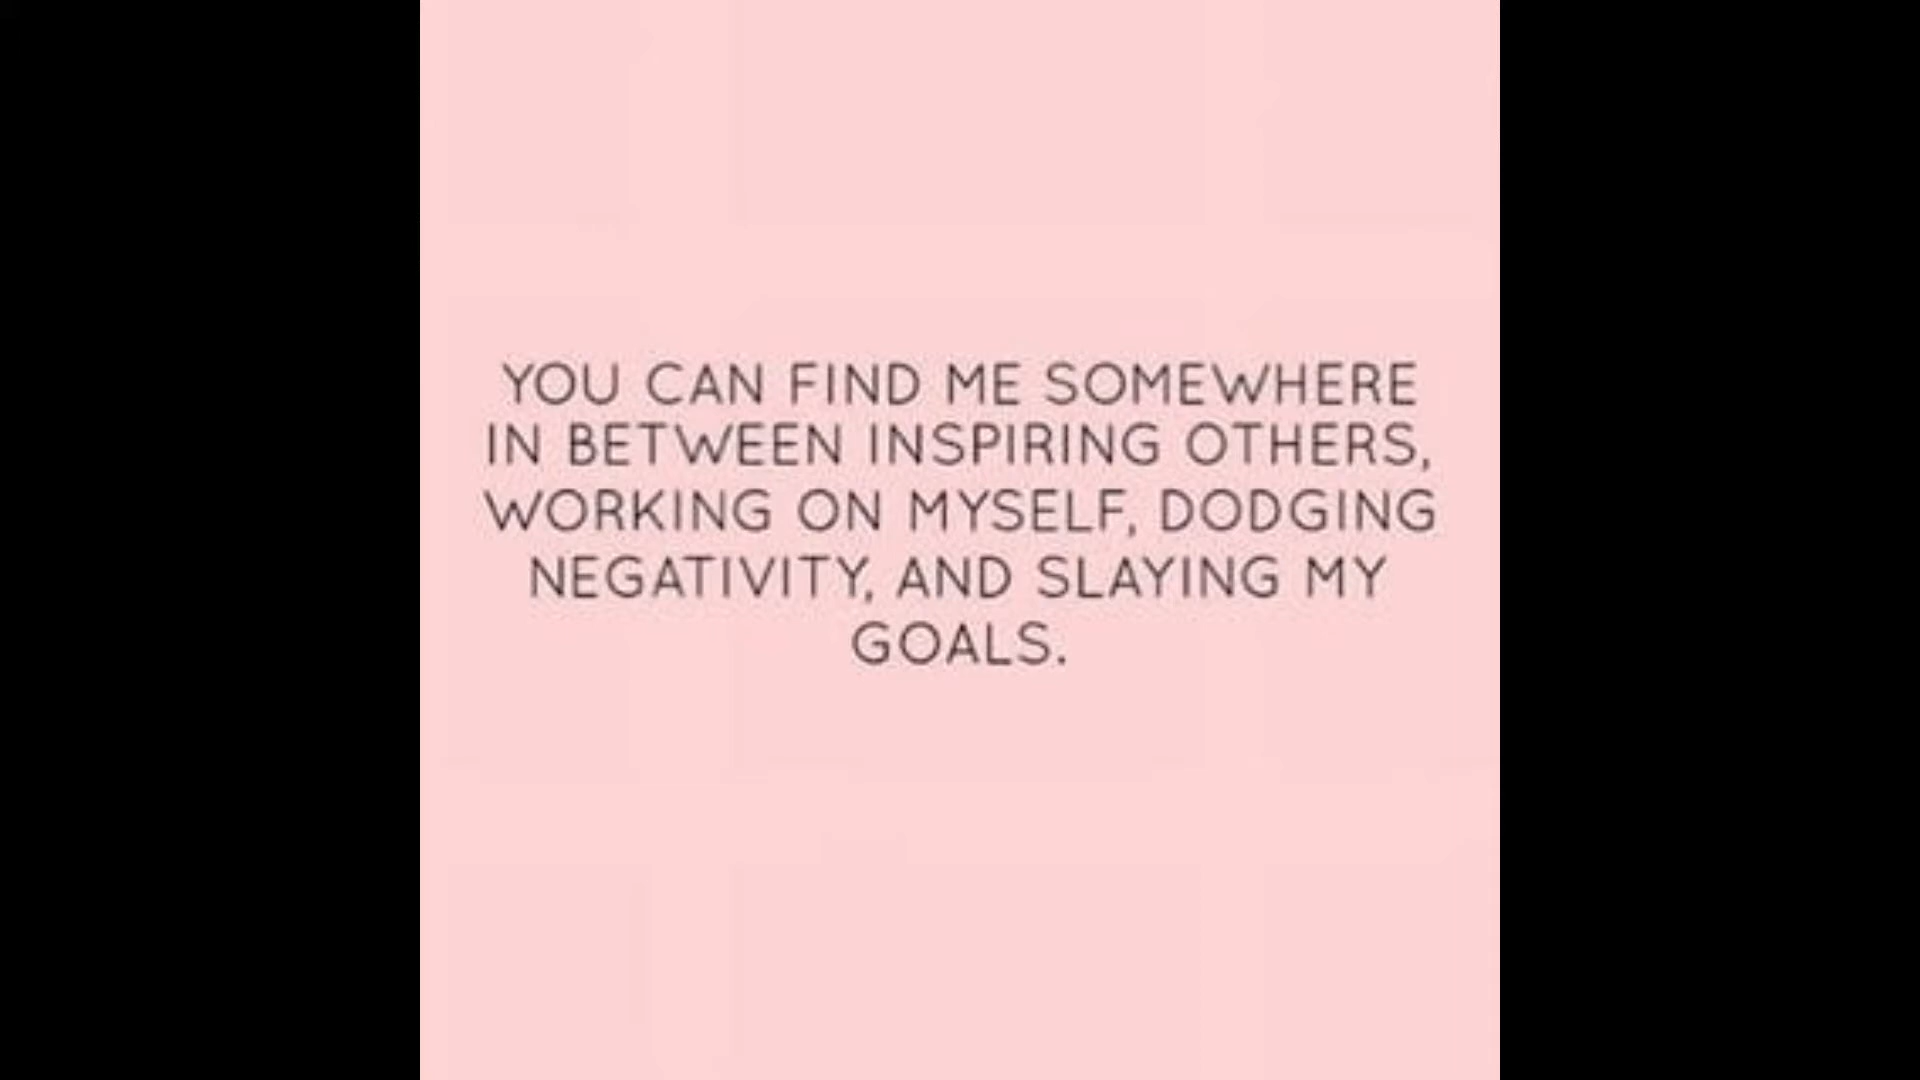 YOU CAN FIND ME SOMEWHERE
IN BETWEEN INSPIRING OTHERS,
WORKING ON MYSELF, DODGING
NEGATIVITY, AND SLAYING MY
GOALS.